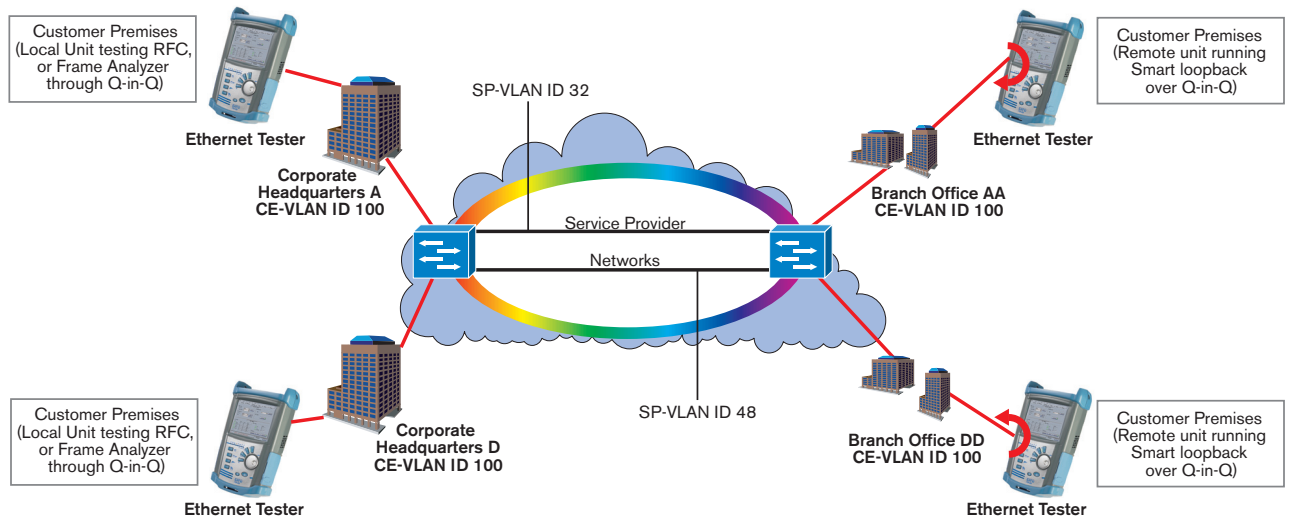 Customer Premises
(Local Unit testing RFC,
or Frame Analyzer
through Q-in-Q)
Ethernet Tester
Corporate
Headquarters A
CE-VLAN ID 100
SP-VLAN ID 32
Service Provider
Networks
SP-VLAN ID 48
Customer Premises
(Remote unit running
Smart loopback
over Q-in-Q)
Ethernet Tester
Branch Office AA
CE-VLAN ID 100
Customer Premises
(Local Unit testing RFC,
or Frame Analyzer
through Q-in-Q)
Ethernet Tester
Corporate
Headquarters D
CE-VLAN ID 100
Branch Office DD
CE-VLAN ID 100
Customer Premises
(Remote unit running
Smart loopback
over Q-in-Q)
Ethernet Tester